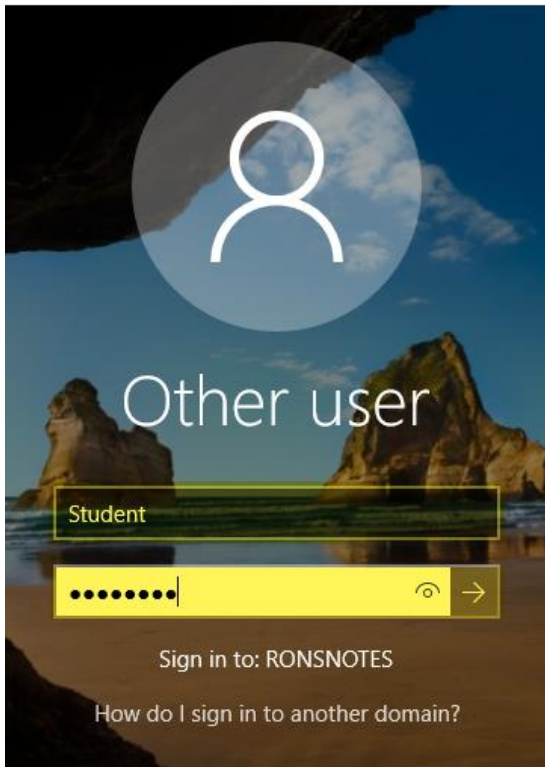 Other user
Student
Sign in to: RONSNOTES
How do I sign in to another domain?